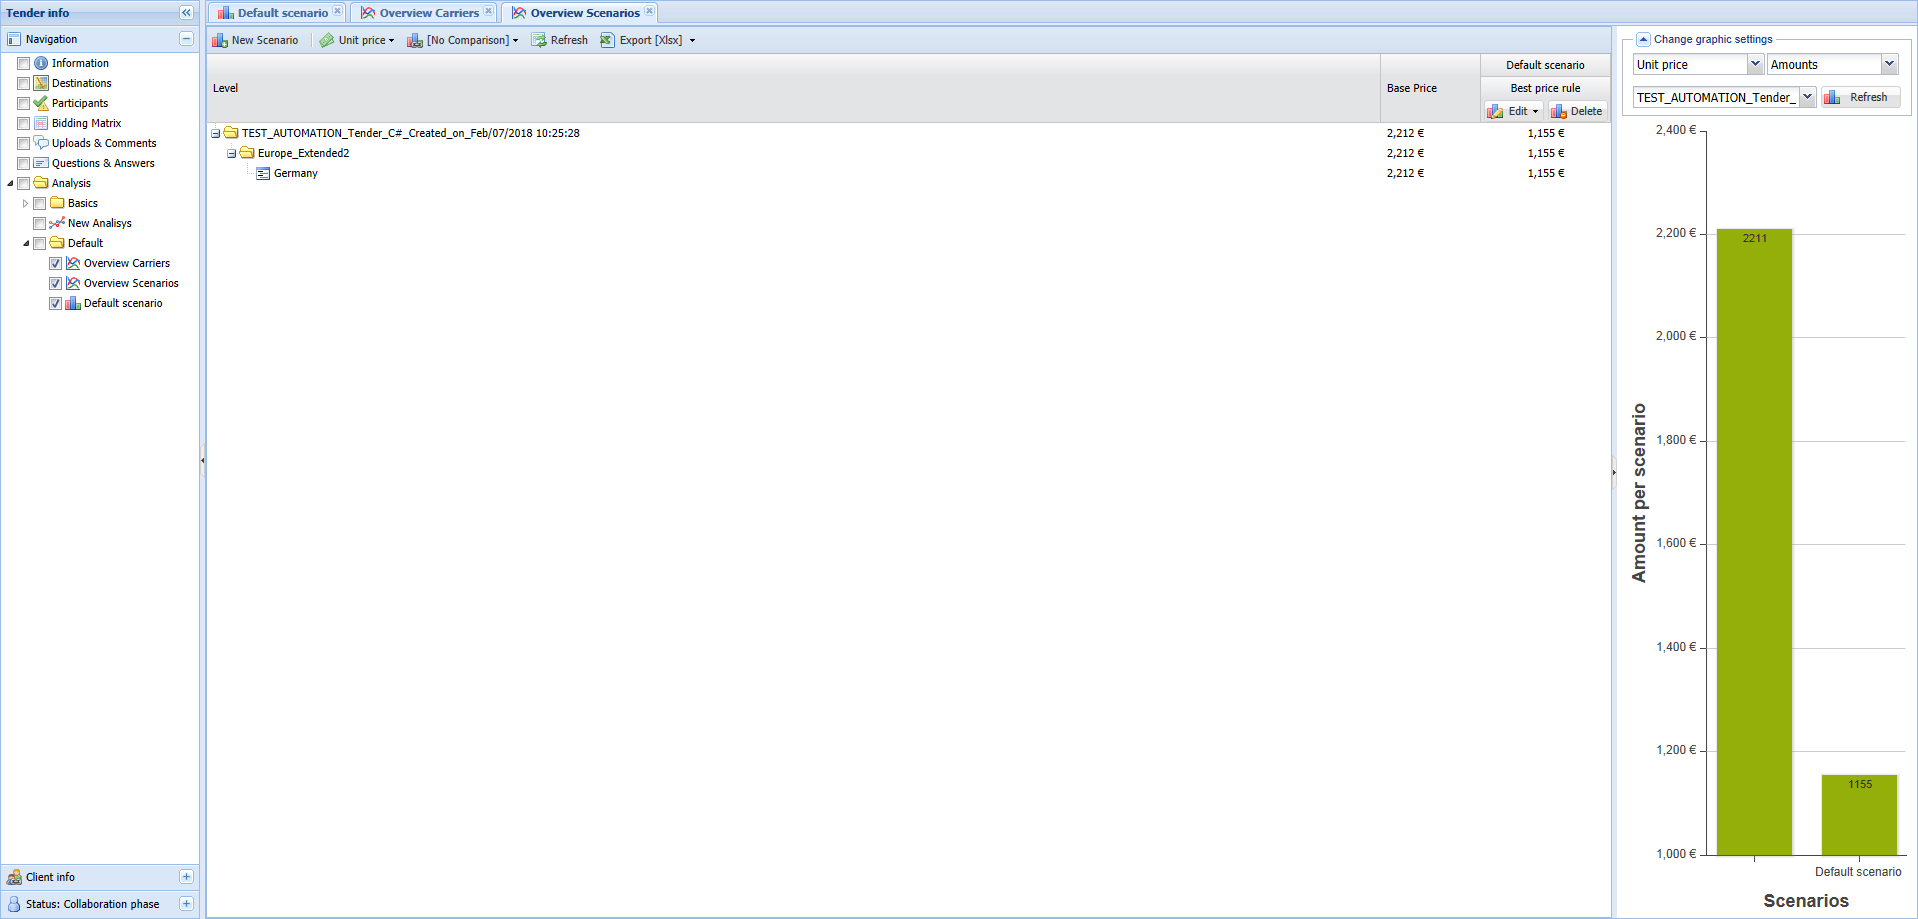 Tender info
Navigation
Information
Destinations
Participants
Bidding Matrix
Uploads & Comments
Questions & Answers
Analysis
Basics
New Analisys
Default
Overview Carriers
Overview Scenarios
Default scenario
Client info
Status: Collaboration phase
Default scenario
Overview Carriers
Overview Scenarios
New Scenario
Unit price
[No Comparison]
Refresh
Export [Xlsx]
Level
Base Price
Default scenario
Best price rule
Edit
Delete
TEST_AUTOMATION_Tender_C#_Created_on_Feb/07/2018 10:25:28
2,212 €
1,155 €
Europe_Extended2
2,212 €
1,155 €
Germany
2,212 €
1,155 €
Change graphic settings
Unit price
Amounts
TEST_AUTOMATION_Tender_
Refresh
Amount per scenario
2,400 €
2,200 €
2,000 €
1,800 €
1,600 €
1,400 €
1,200 €
1,000 €
2211
1155
Default scenario
Scenarios